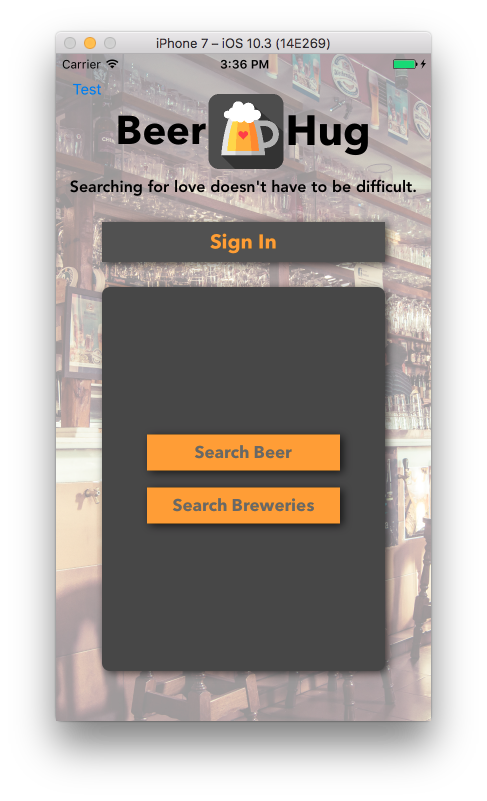 iPhone 7 – iOS 10.3 (14E269)
Carrier 3:36 PM
Test
Beer Hug
Searching for love doesn't have to be difficult.
Sign In
Search Beer
Search Breweries